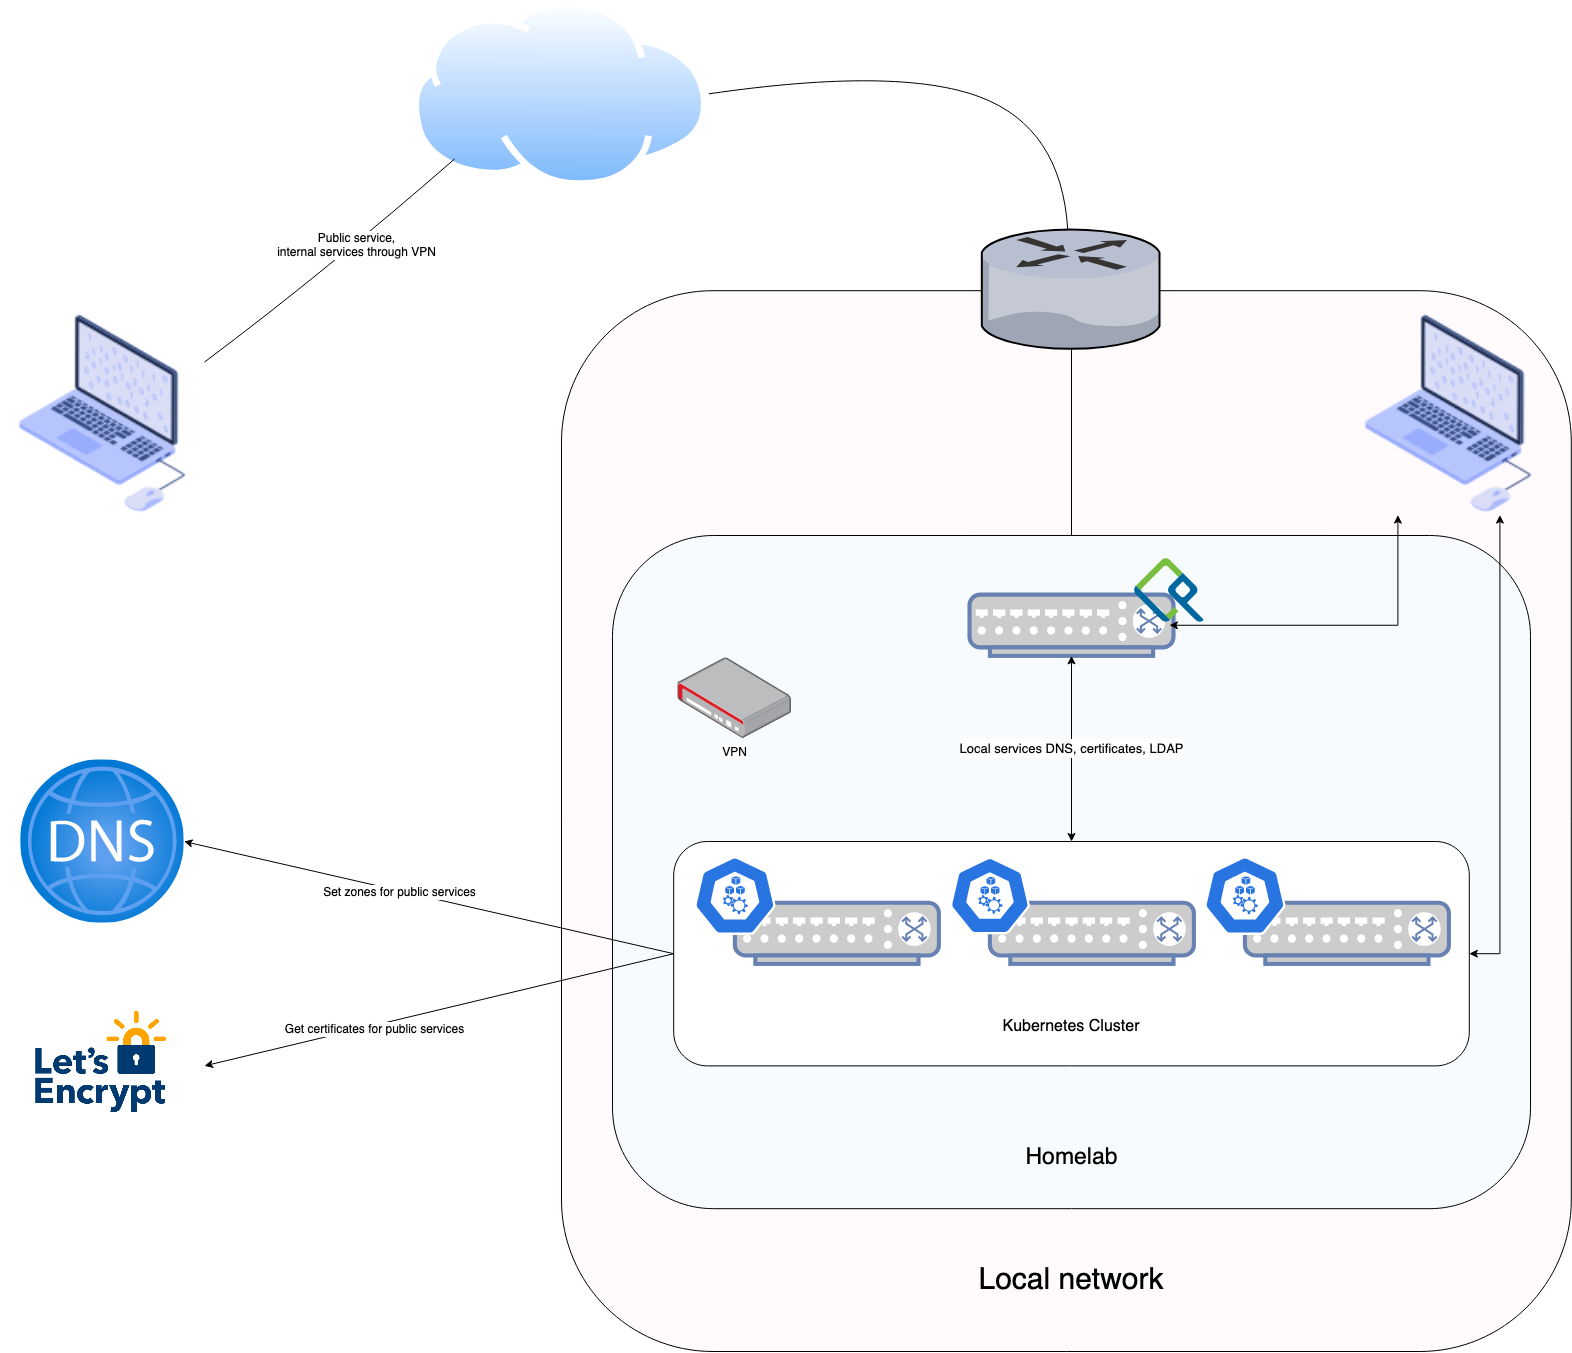 Public service,
internal services through VPN
VPN
Local services DNS, certificates, LDAP
DNS
Set zones for public services
Get certificates for public services
Let's
Encrypt
Kubernetes Cluster
Homelab
Local network